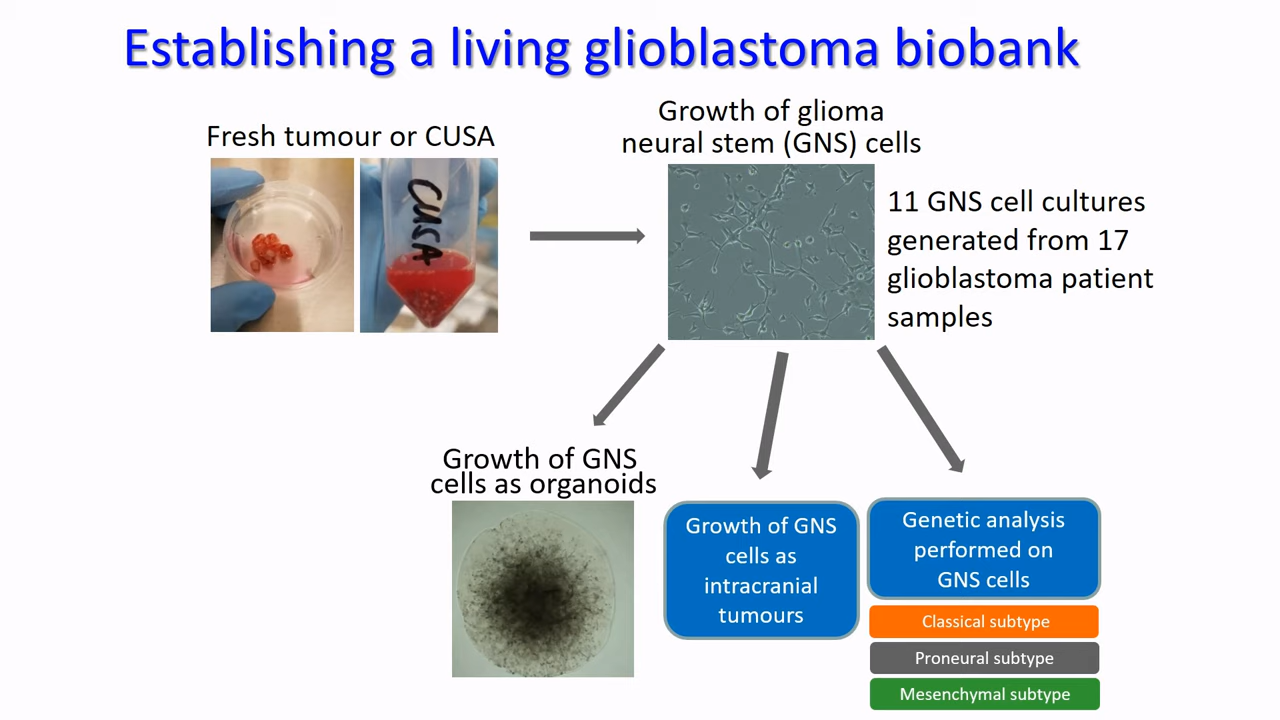 Establishing a living glioblastoma biobank
Fresh tumour or CUSA
CUSA
Growth of glioma
neural stem (GNS) cells
11 GNS cell cultures
generated from 17
glioblastoma patient
samples
Growth of GNS
cells as organoids
Growth of GNS
cells as
intracranial
tumours
Genetic analysis
performed on
GNS cells
Classical subtype
Proneural subtype
Mesenchymal subtype